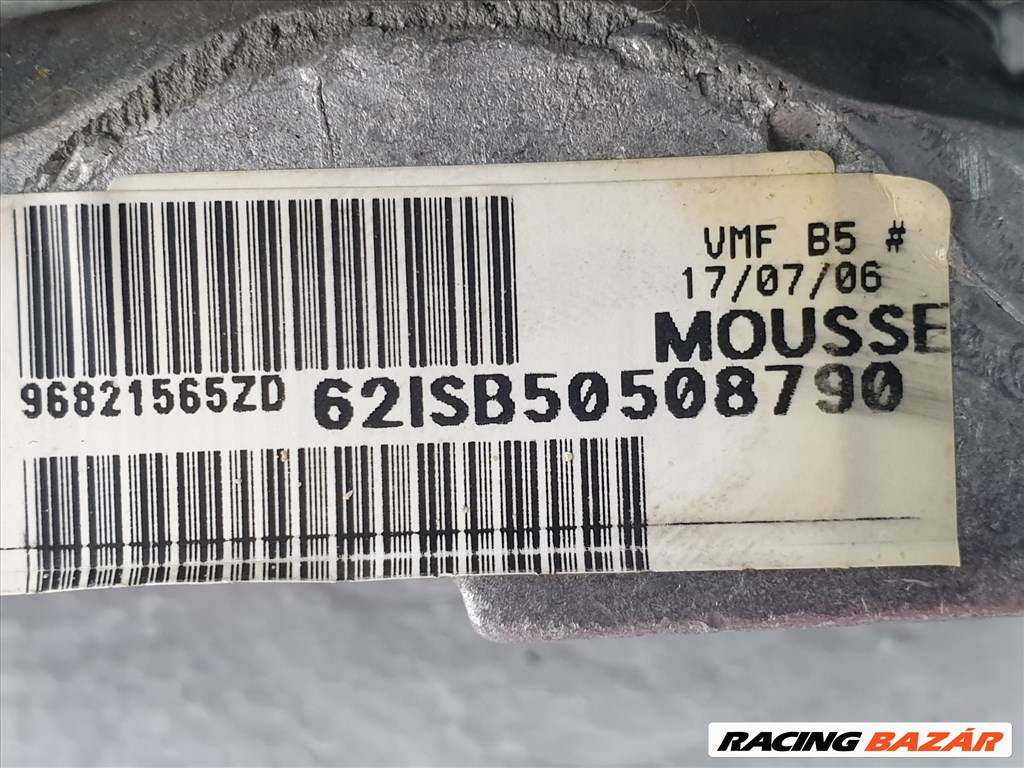 VMF B5 #
17/07/06
MOUSSE
96821565ZD 62ISB50508790
RACING BAZÁR